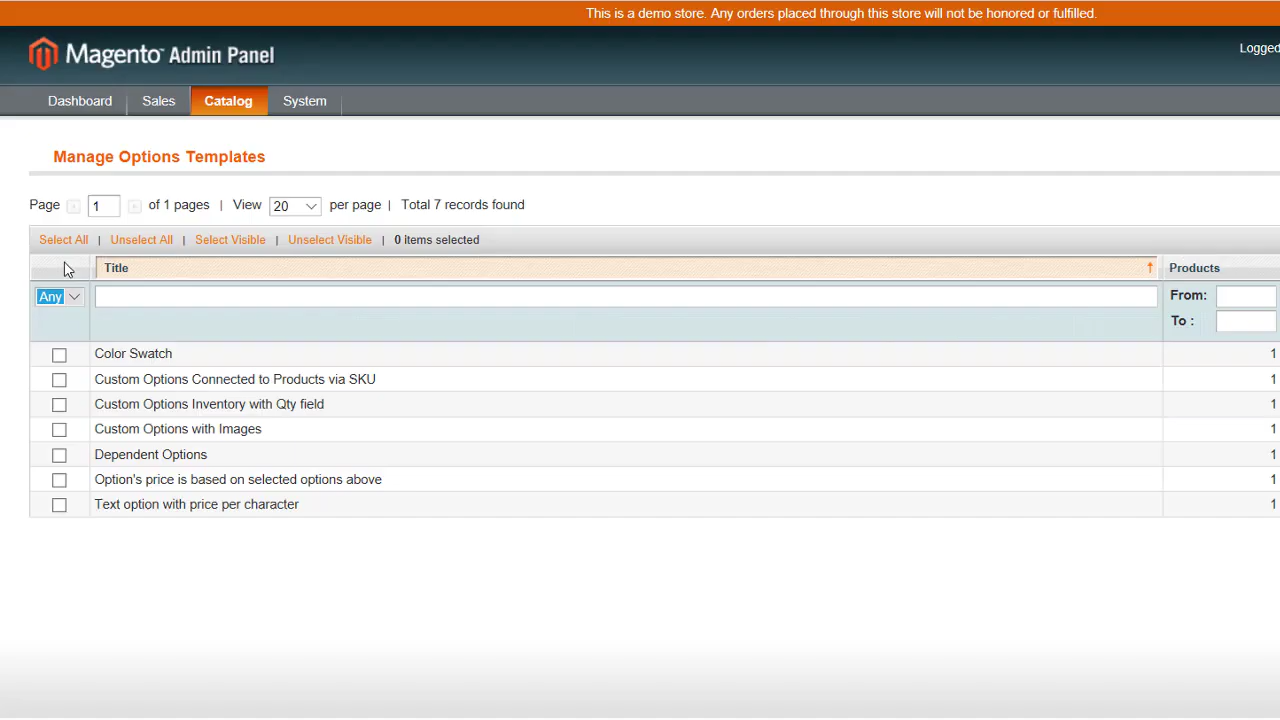 This is a demo store. Any orders placed through this store will not be honored or fulfilled.
Magento™ Admin Panel
Logged
Dashboard Sales Catalog System
Manage Options Templates
Page 1 of 1 pages | View 20 per page | Total 7 records found
Select All | Unselect All | Select Visible | Unselect Visible | 0 items selected
Title Products
Any From:
To :
Color Swatch 1
Custom Options Connected to Products via SKU 1
Custom Options Inventory with Qty field 1
Custom Options with Images 1
Dependent Options 1
Option's price is based on selected options above 1
Text option with price per character 1